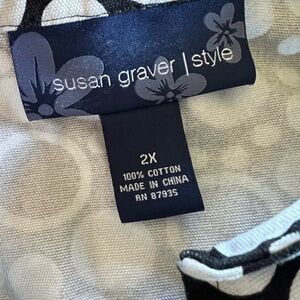 susan graver | style
2X
100% COTTON
MADE IN CHINA
RN 87935